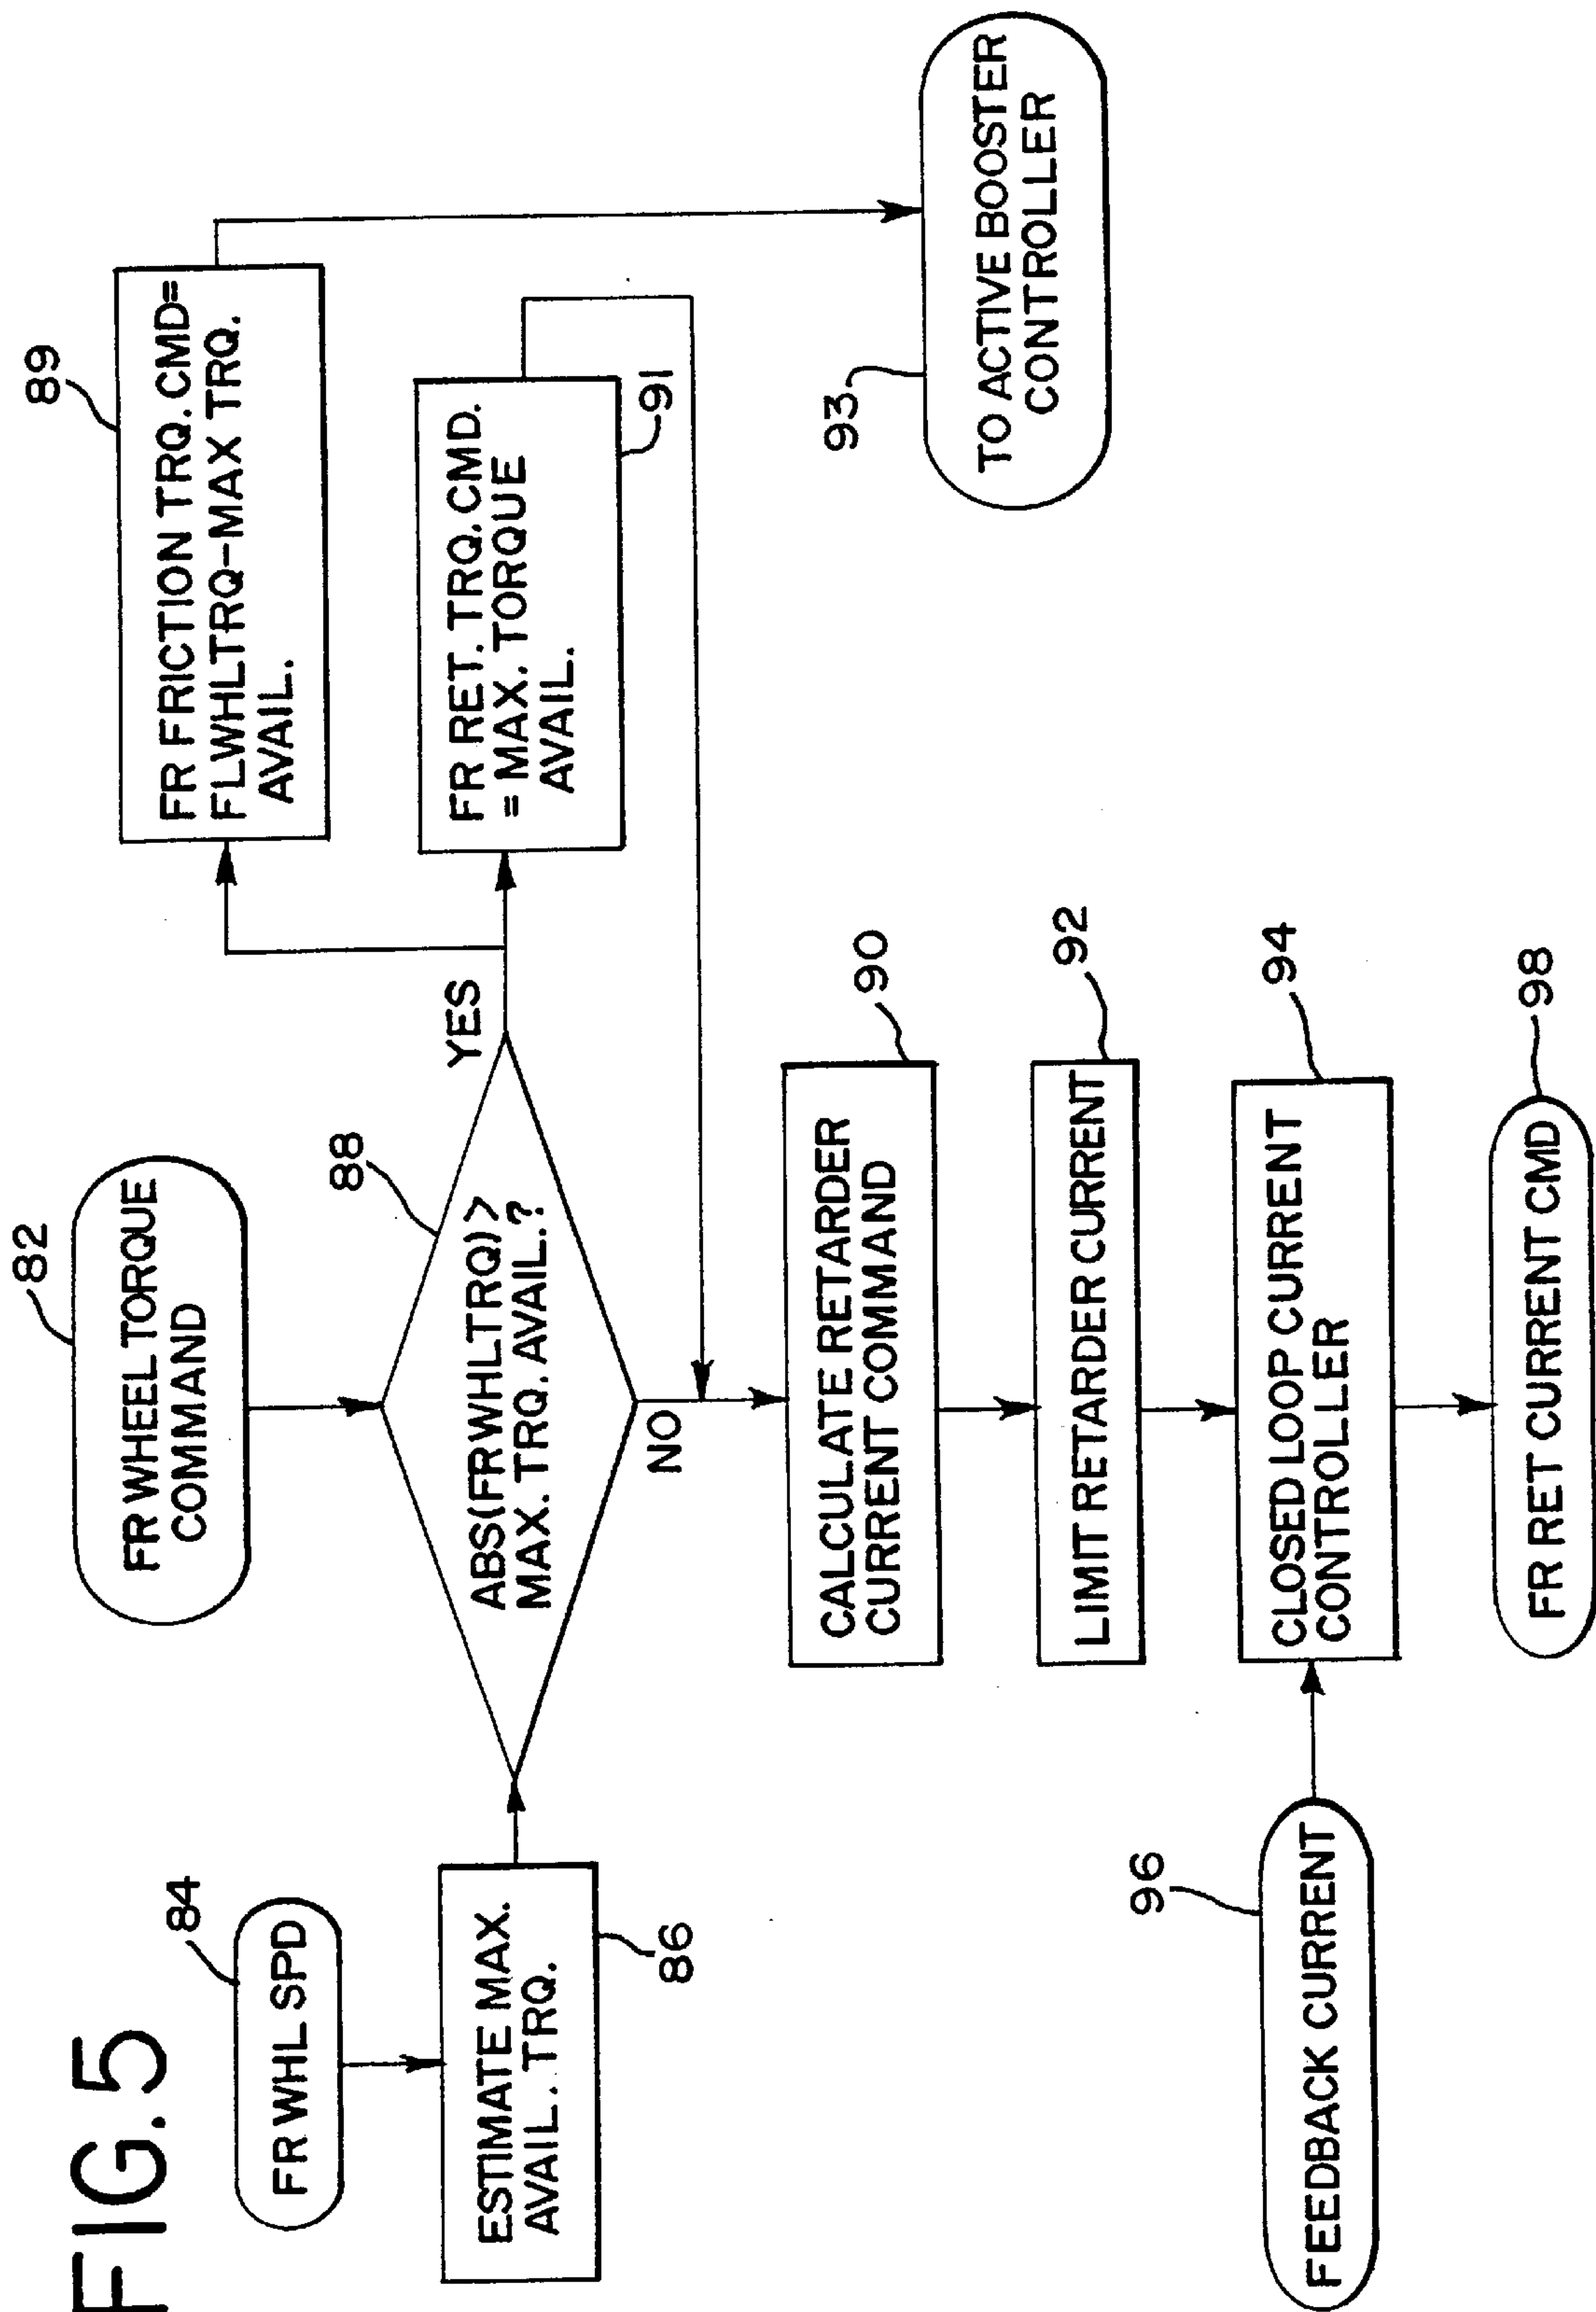 FIG. 5
82
FR WHEEL TORQUE
COMMAND
84
FR WHL SPD
ESTIMATE MAX.
AVAIL. TRQ.
86
88
ABS(FRWHLTRQ)>
MAX. TRQ. AVAIL.?
YES
NO
89
FR FRICTION TRQ. CMD=
FLWHLTRQ-MAX TRQ.
AVAIL.
FR RET. TRQ. CMD.
= MAX. TORQUE
AVAIL.
91
93
TO ACTIVE BOOSTER
CONTROLLER
90
CALCULATE RETARDER
CURRENT COMMAND
92
LIMIT RETARDER CURRENT
94
CLOSED LOOP CURRENT
CONTROLLER
96
FEEDBACK CURRENT
98
FR RET CURRENT CMD